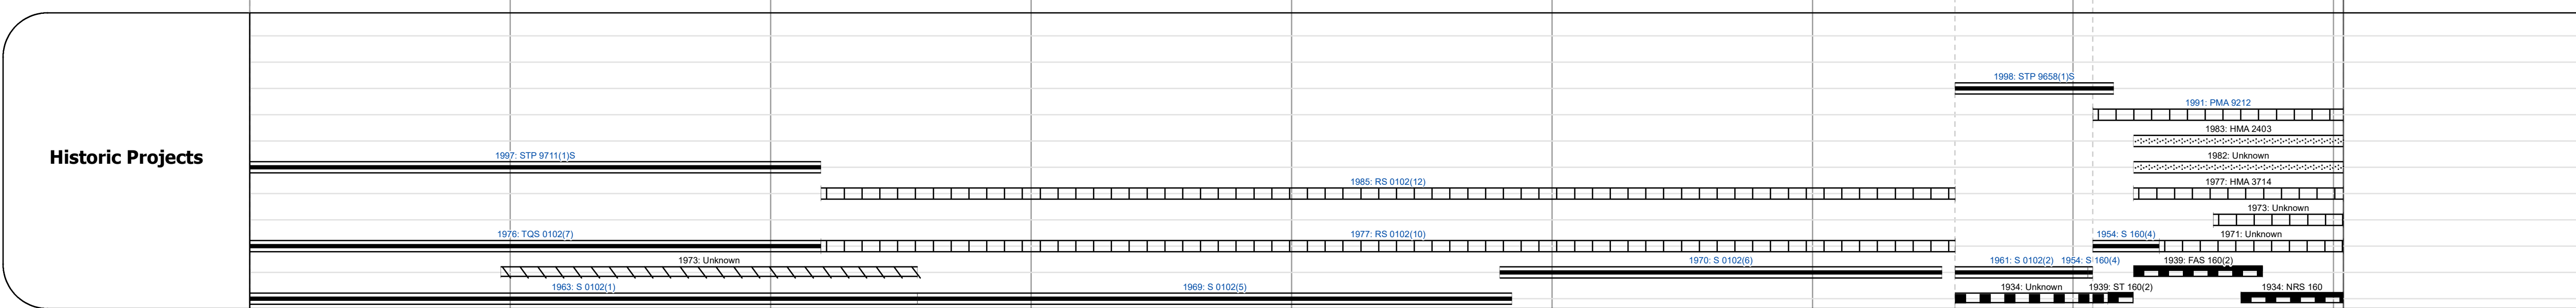 1998: STP 9658(1)S
1991: PMA 9212
1983: HMA 2403
Historic Projects
1997: STP 9711(1)S
1982: Unknown
1985: RS 0102(12)
1977: HMA 3714
1973: Unknown
1976: TQS 0102(7)
1977: RS 0102(10)
1954: S 160(4)
1971: Unknown
1973: Unknown
1970: S 0102(6)
1961: S 0102(2)
1954: S 160(4)
1939: FAS 160(2)
1963: S 0102(1)
1969: S 0102(5)
1934: Unknown
1939: ST 160(2)
1934: NRS 160